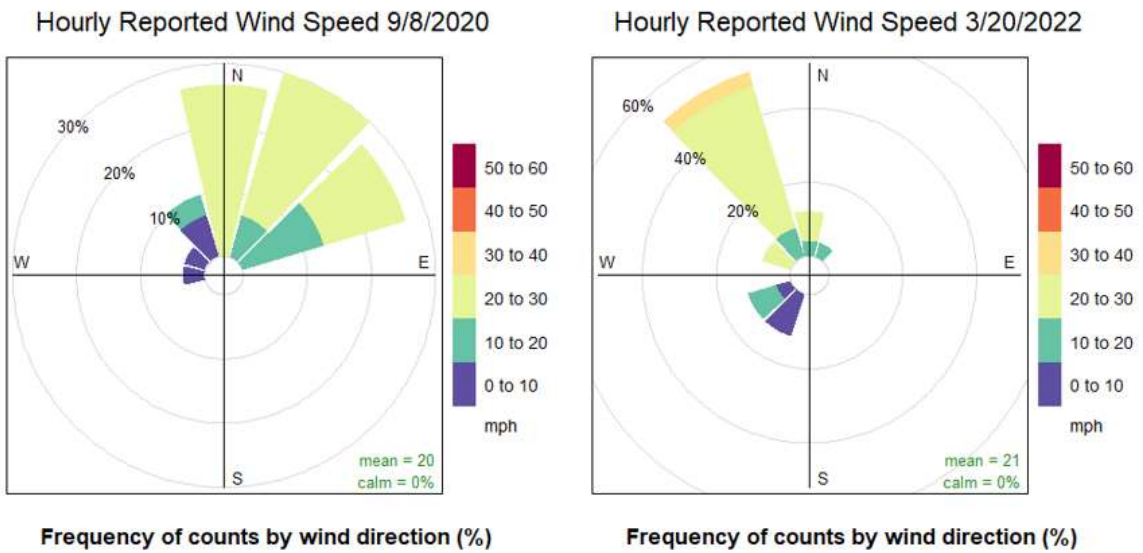 Hourly Reported Wind Speed 9/8/2020
N
30%
20%
10%
W
E
S
50 to 60
40 to 50
30 to 40
20 to 30
10 to 20
0 to 10
mph
mean = 20
calm = 0%
Frequency of counts by wind direction (%)
Hourly Reported Wind Speed 3/20/2022
N
60%
40%
20%
W
E
S
50 to 60
40 to 50
30 to 40
20 to 30
10 to 20
0 to 10
mph
mean = 21
calm = 0%
Frequency of counts by wind direction (%)